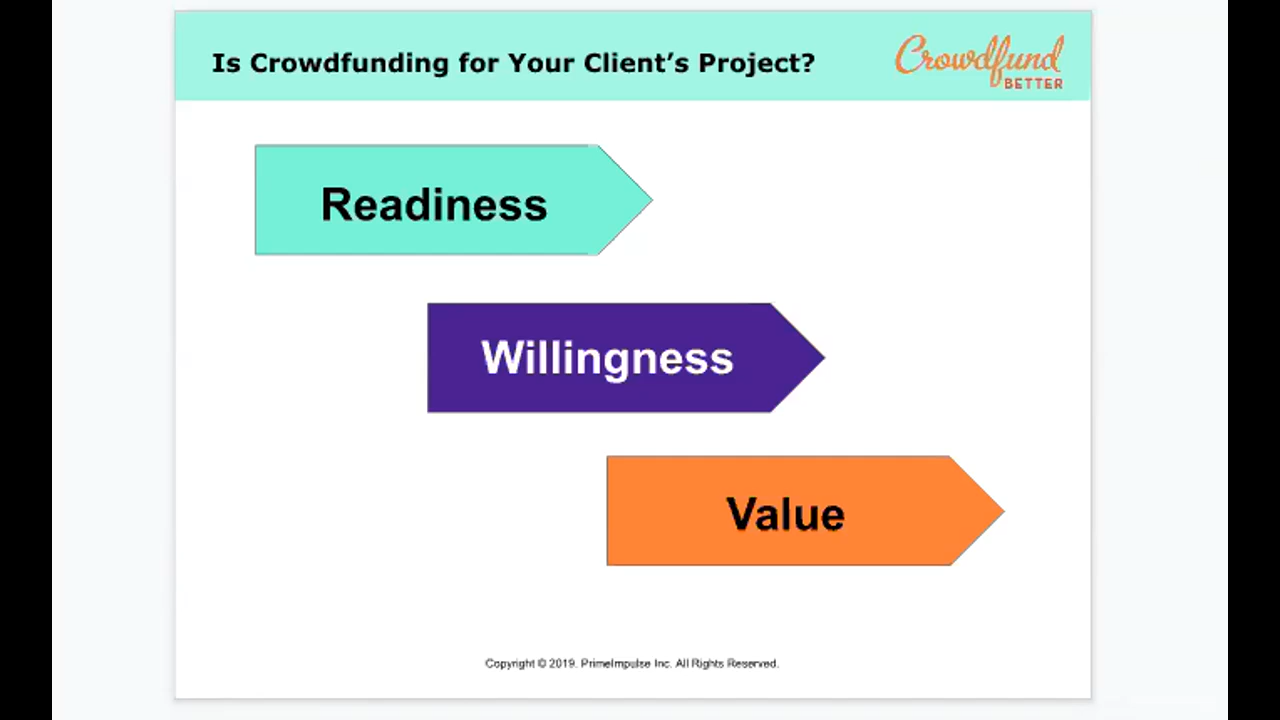 Is Crowdfunding for Your Client's Project?
Crowdfund
BETTER
Readiness
Willingness
Value
Copyright © 2019. PrimeImpulse Inc. All Rights Reserved.